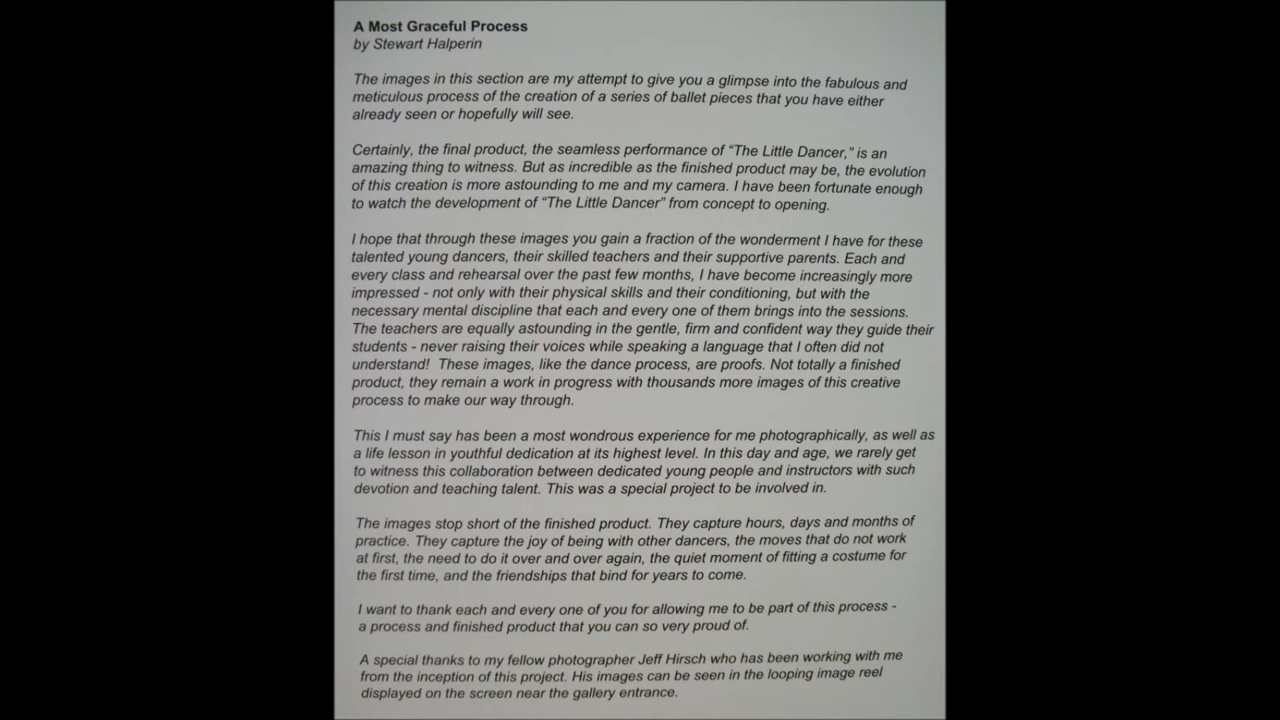 A Most Graceful Process
by Stewart Halperin
The images in this section are my attempt to give you a glimpse into the fabulous and
meticulous process of the creation of a series of ballet pieces that you have either
already seen or hopefully will see.
Certainly, the final product, the seamless performance of “The Little Dancer,” is an
amazing thing to witness. But as incredible as the finished product may be, the evolution
of this creation is more astounding to me and my camera. I have been fortunate enough
to watch the development of “The Little Dancer” from concept to opening.
I hope that through these images you gain a fraction of the wonderment I have for these
talented young dancers, their skilled teachers and their supportive parents. Each and
every class and rehearsal over the past few months, I have become increasingly more
impressed - not only with their physical skills and their conditioning, but with the
necessary mental discipline that each and every one of them brings into the sessions.
The teachers are equally astounding in the gentle, firm and confident way they guide their
students - never raising their voices while speaking a language that I often did not
understand!  These images, like the dance process, are proofs. Not totally a finished
product, they remain a work in progress with thousands more images of this creative
process to make our way through.
This I must say has been a most wondrous experience for me photographically, as well as
a life lesson in youthful dedication at its highest level. In this day and age, we rarely get
to witness this collaboration between dedicated young people and instructors with such
devotion and teaching talent. This was a special project to be involved in.
The images stop short of the finished product. They capture hours, days and months of
practice. They capture the joy of being with other dancers, the moves that do not work
at first, the need to do it over and over again, the quiet moment of fitting a costume for
the first time, and the friendships that bind for years to come.
I want to thank each and every one of you for allowing me to be part of this process -
a process and finished product that you can so very proud of.
A special thanks to my fellow photographer Jeff Hirsch who has been working with me
from the inception of this project. His images can be seen in the looping image reel
displayed on the screen near the gallery entrance.